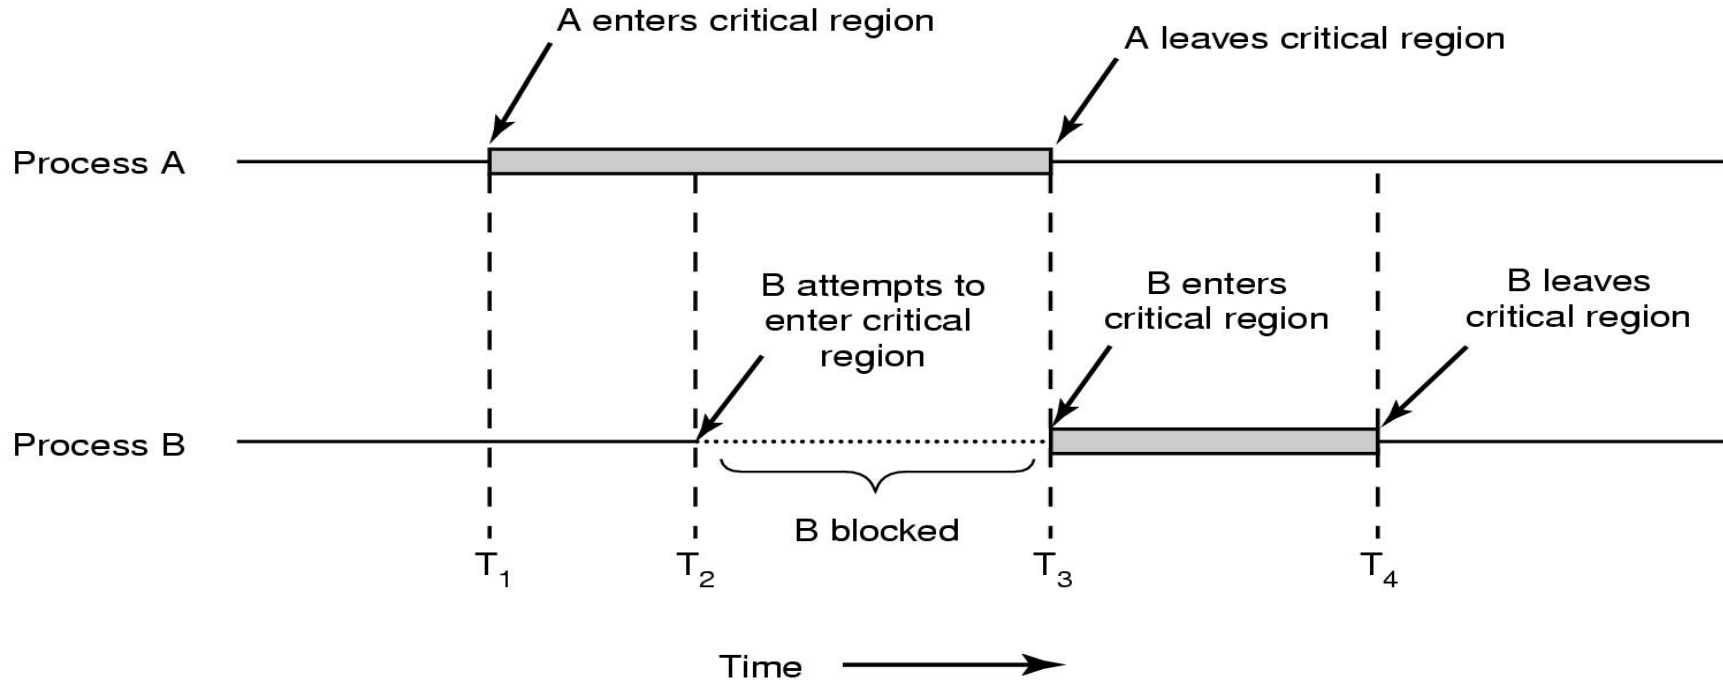 A enters critical region
A leaves critical region
Process A
B attempts to
enter critical
region
B enters
critical region
B leaves
critical region
Process B
B blocked
T1
T2
T3
T4
Time